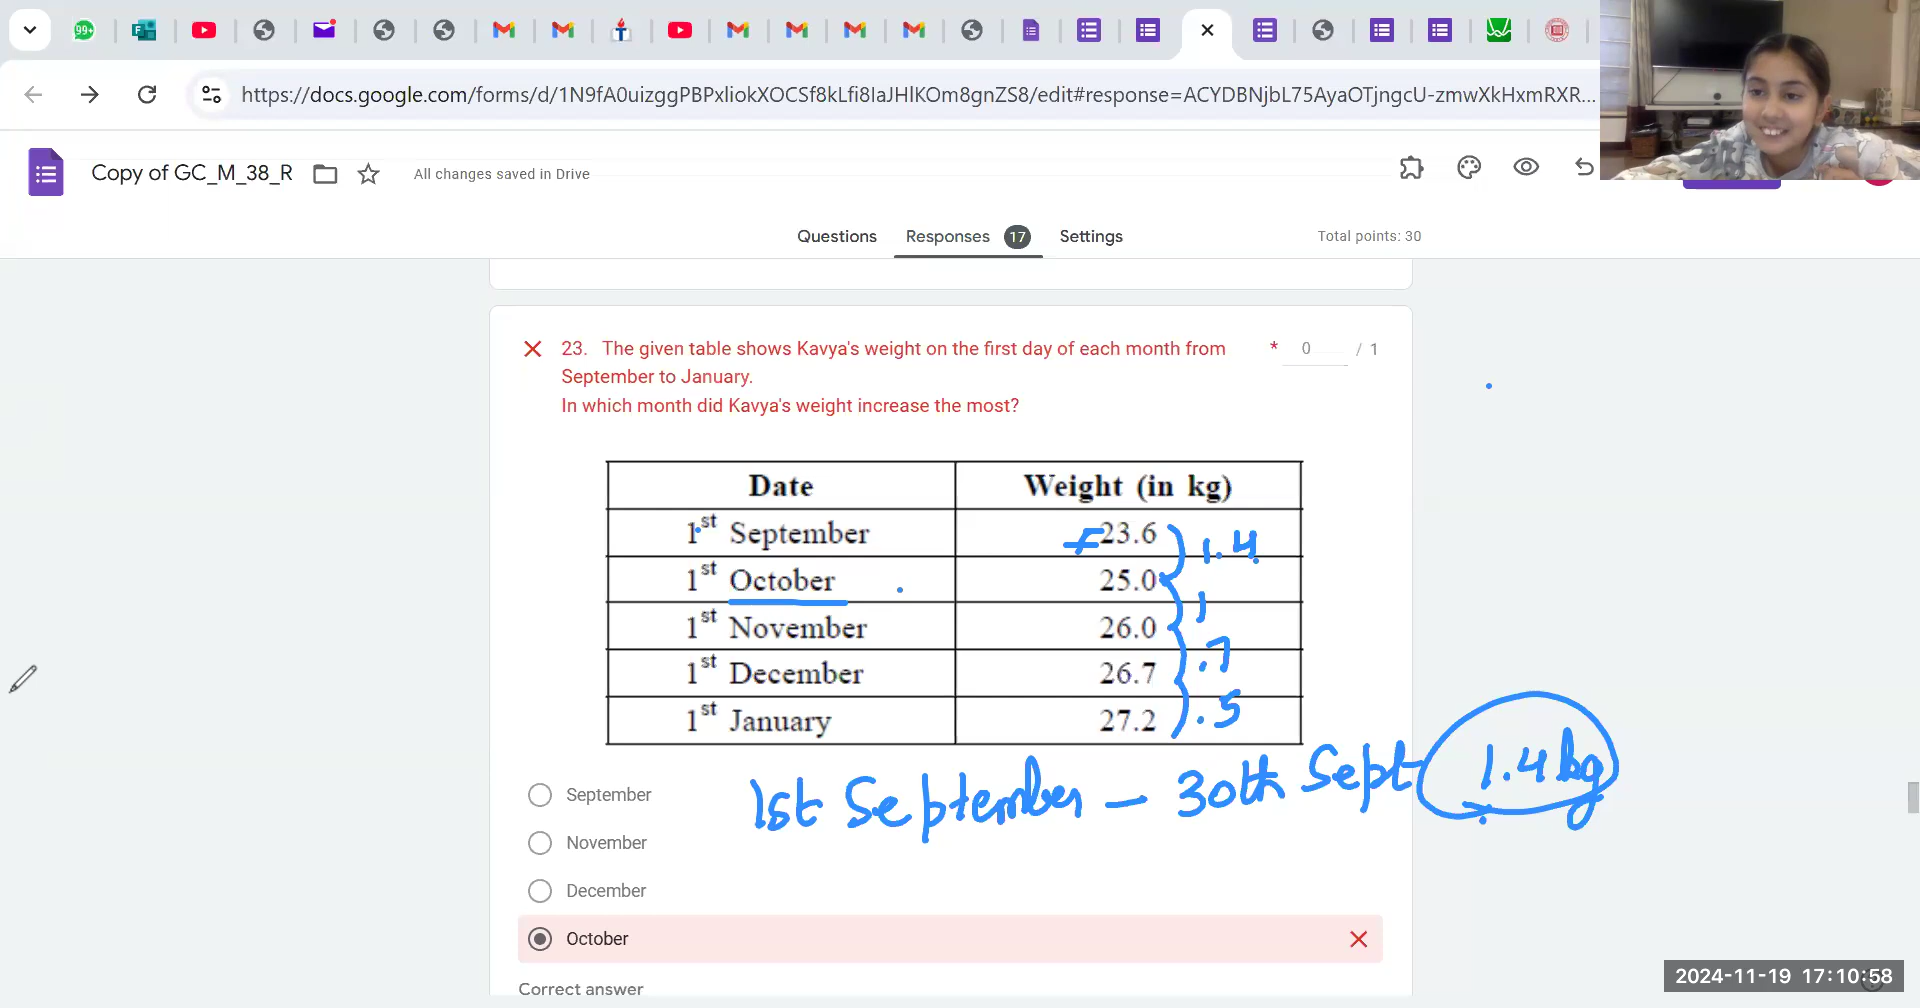 99+
https://docs.google.com/forms/d/1N9fA0uizggPBPxliokXOCSf8kLfi8IaJHlKOm8gnZS8/edit#response=ACYDBNjbL75AyaOTjngcU-zmwXkHxmRXR...
Copy of GC_M_38_R
All changes saved in Drive
Questions Responses 17 Settings Total points: 30
23. The given table shows Kavya's weight on the first day of each month from * 0 / 1
September to January.
In which month did Kavya's weight increase the most?
Date Weight (in kg)
1st September 23.6
1.4
1st October 25.0
1
1st November 26.0
.7
1st December 26.7
.5
1st January 27.2
1st September - 30th Sept 1.4 kg
September
November
December
October
Correct answer
2024-11-19 17:10:58